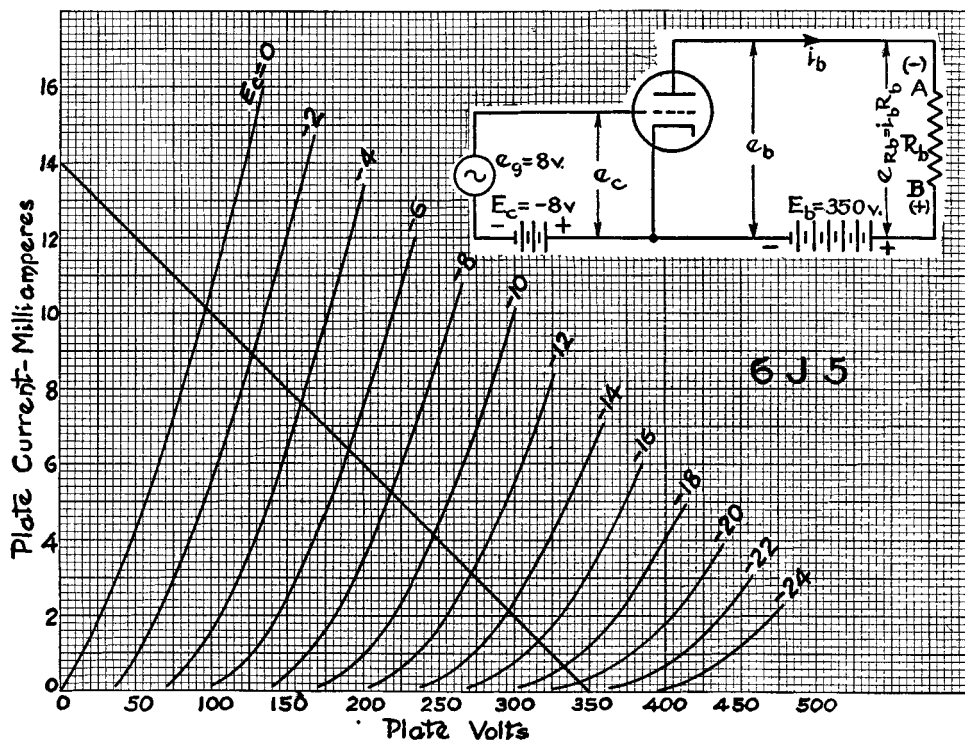 Plate Current-Milliamperes
16
14
12
10
8
6
4
2
0
0 50 100 150 200 250 300 350 400 450 500
Plate Volts
Ec=0
-2
-4
-6
-8
-10
-12
-14
-16
-18
-20
-22
-24
6J5
ib
eg=8v.
ec
Ec=-8v
- +
eb
Eb=350v.
- +
eRb=ibRb
(-)
A
Rb
B
(+)